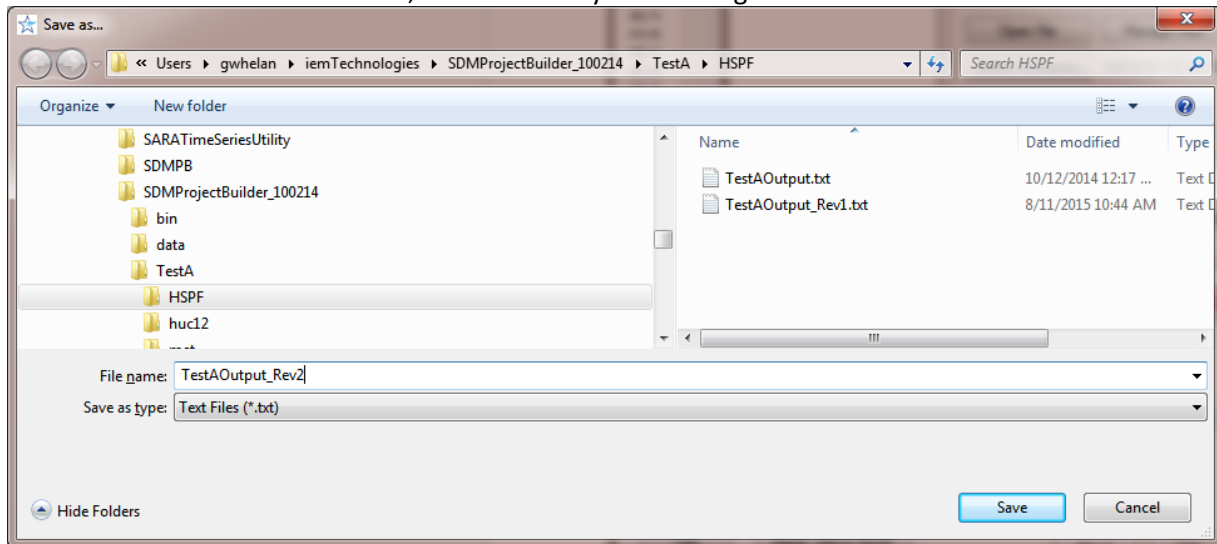 Save as...
« Users ▸ gwhelan ▸ iemTechnologies ▸ SDMProjectBuilder_100214 ▸ TestA ▸ HSPF
Search HSPF
Organize ▾ New folder
SARATimeSeriesUtility
SDMPB
SDMProjectBuilder_100214
bin
data
TestA
HSPF
huc12
Name Date modified Type
TestAOutput.txt 10/12/2014 12:17 ... Text
TestAOutput_Rev1.txt 8/11/2015 10:44 AM Text
File name: TestAOutput_Rev2
Save as type: Text Files (*.txt)
Hide Folders
Save Cancel